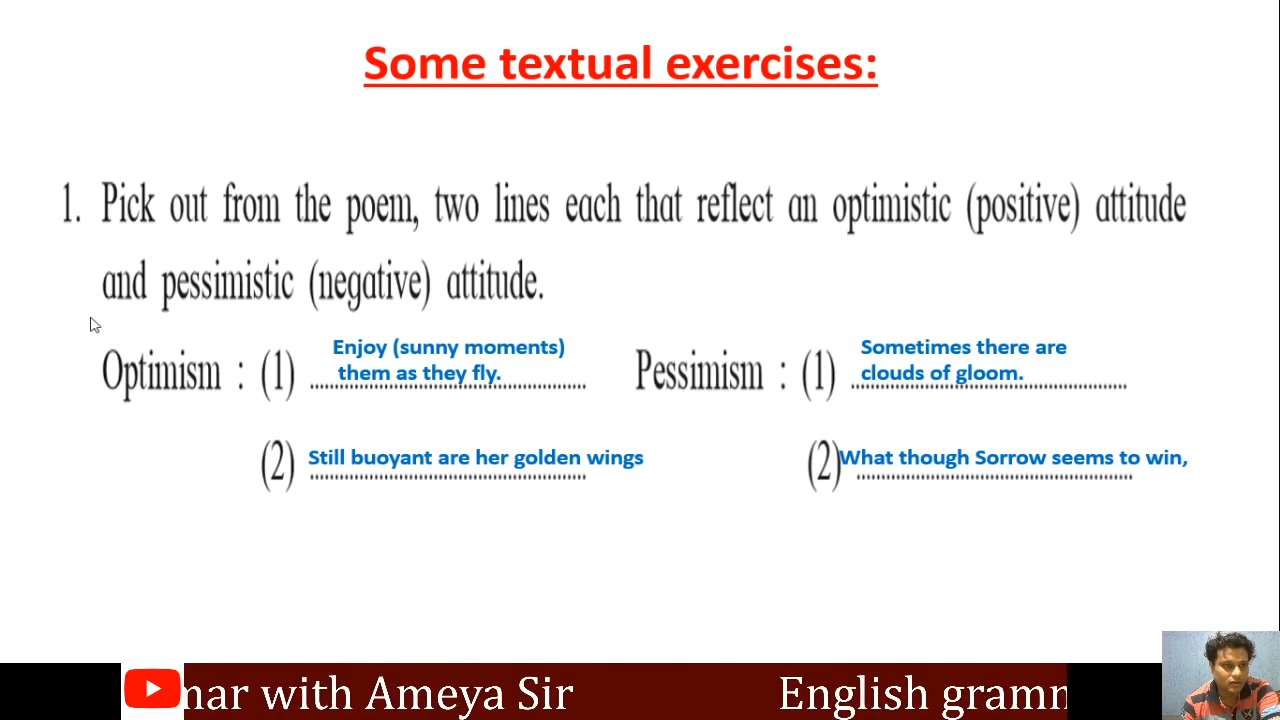 Some textual exercises:
1. Pick out from the poem, two lines each that reflect an optimistic (positive) attitude
and pessimistic (negative) attitude.
Optimism : (1) Enjoy (sunny moments)
them as they fly.
Pessimism : (1) Sometimes there are
clouds of gloom.
(2) Still buoyant are her golden wings
(2) What though Sorrow seems to win,
mar with Ameya Sir English gramm